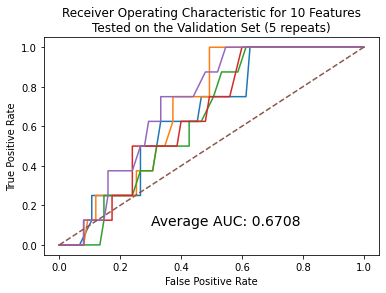 Receiver Operating Characteristic for 10 Features
Tested on the Validation Set (5 repeats)
True Positive Rate
1.0
0.8
0.6
0.4
0.2
0.0
Average AUC: 0.6708
0.0 0.2 0.4 0.6 0.8 1.0
False Positive Rate